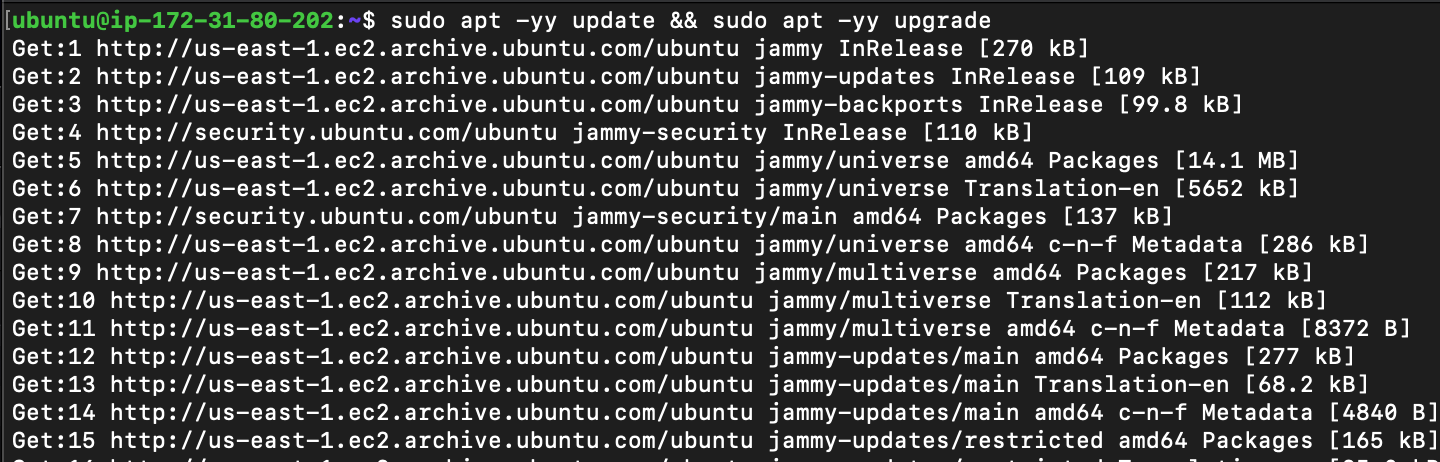 [ubuntu@ip-172-31-80-202:~$ sudo apt -yy update && sudo apt -yy upgrade
Get:1 http://us-east-1.ec2.archive.ubuntu.com/ubuntu jammy InRelease [270 kB]
Get:2 http://us-east-1.ec2.archive.ubuntu.com/ubuntu jammy-updates InRelease [109 kB]
Get:3 http://us-east-1.ec2.archive.ubuntu.com/ubuntu jammy-backports InRelease [99.8 kB]
Get:4 http://security.ubuntu.com/ubuntu jammy-security InRelease [110 kB]
Get:5 http://us-east-1.ec2.archive.ubuntu.com/ubuntu jammy/universe amd64 Packages [14.1 MB]
Get:6 http://us-east-1.ec2.archive.ubuntu.com/ubuntu jammy/universe Translation-en [5652 kB]
Get:7 http://security.ubuntu.com/ubuntu jammy-security/main amd64 Packages [137 kB]
Get:8 http://us-east-1.ec2.archive.ubuntu.com/ubuntu jammy/universe amd64 c-n-f Metadata [286 kB]
Get:9 http://us-east-1.ec2.archive.ubuntu.com/ubuntu jammy/multiverse amd64 Packages [217 kB]
Get:10 http://us-east-1.ec2.archive.ubuntu.com/ubuntu jammy/multiverse Translation-en [112 kB]
Get:11 http://us-east-1.ec2.archive.ubuntu.com/ubuntu jammy/multiverse amd64 c-n-f Metadata [8372 B]
Get:12 http://us-east-1.ec2.archive.ubuntu.com/ubuntu jammy-updates/main amd64 Packages [277 kB]
Get:13 http://us-east-1.ec2.archive.ubuntu.com/ubuntu jammy-updates/main Translation-en [68.2 kB]
Get:14 http://us-east-1.ec2.archive.ubuntu.com/ubuntu jammy-updates/main amd64 c-n-f Metadata [4840 B]
Get:15 http://us-east-1.ec2.archive.ubuntu.com/ubuntu jammy-updates/restricted amd64 Packages [165 kB]